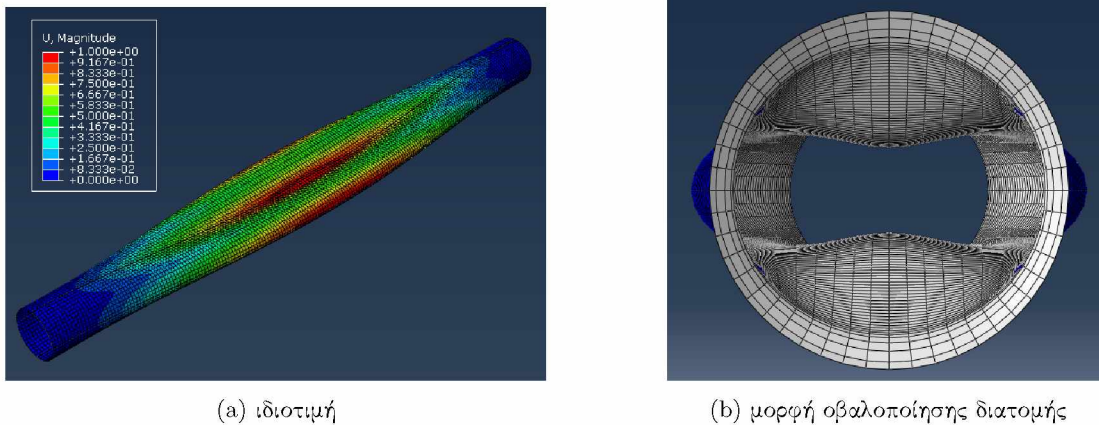 U, Magnitude
+1.000e+00
+9.167e-01
+8.333e-01
+7.500e-01
+6.667e-01
+5.833e-01
+5.000e-01
+4.167e-01
+3.333e-01
+2.500e-01
+1.667e-01
+8.333e-02
+0.000e+00
(a) ιδιοτιμή
(b) μορφή οβαλοποίησης διατομής